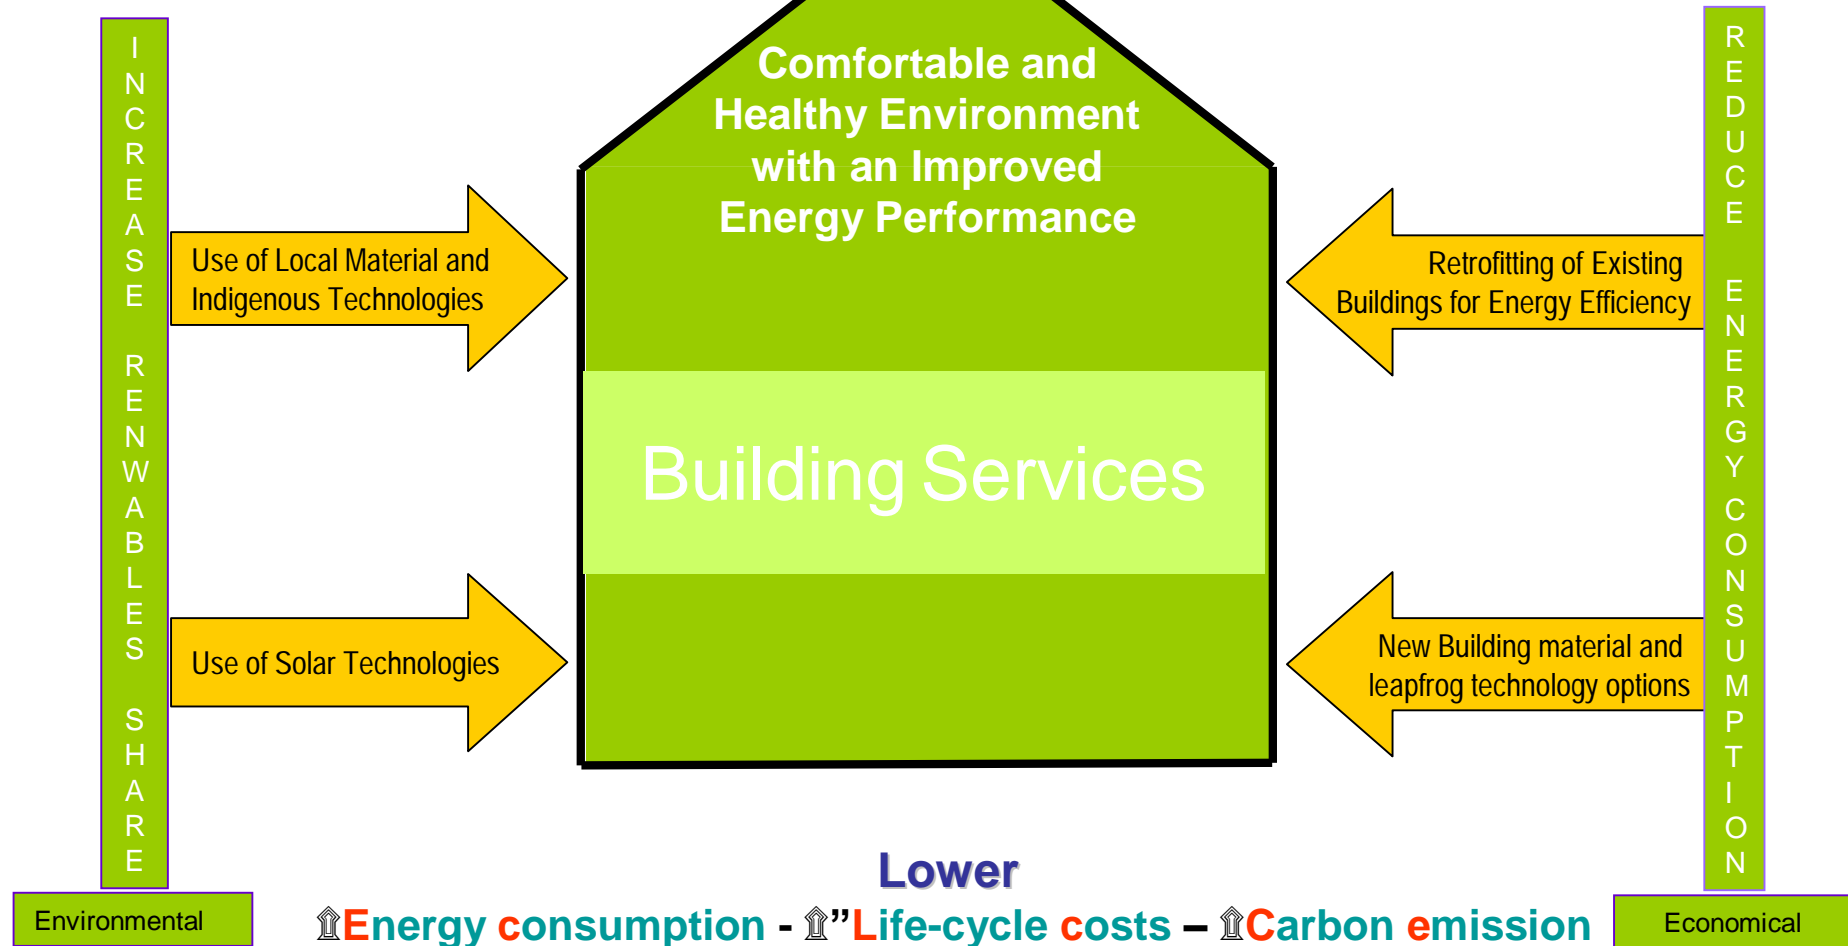 INCREASE RENWABLES SHARE
Comfortable and
Healthy Environment
with an Improved
Energy Performance
REDUCE ENERGY CONSUMPTION
Use of Local Material and
Indigenous Technologies
Retrofitting of Existing
Buildings for Energy Efficiency
Building Services
Use of Solar Technologies
New Building material and
leapfrog technology options
Lower
۩Energy consumption - ۩”Life-cycle costs – ۩Carbon emission
Environmental
Economical